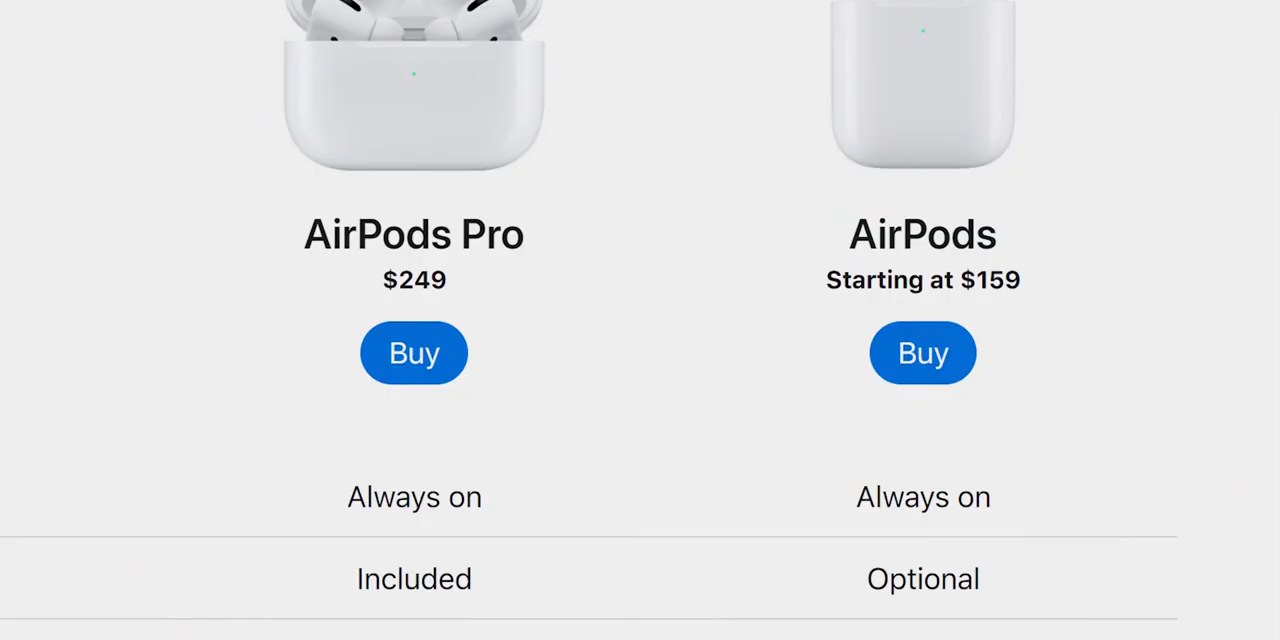 AirPods Pro
$249
Buy
AirPods
Starting at $159
Buy
Always on
Always on
Included
Optional